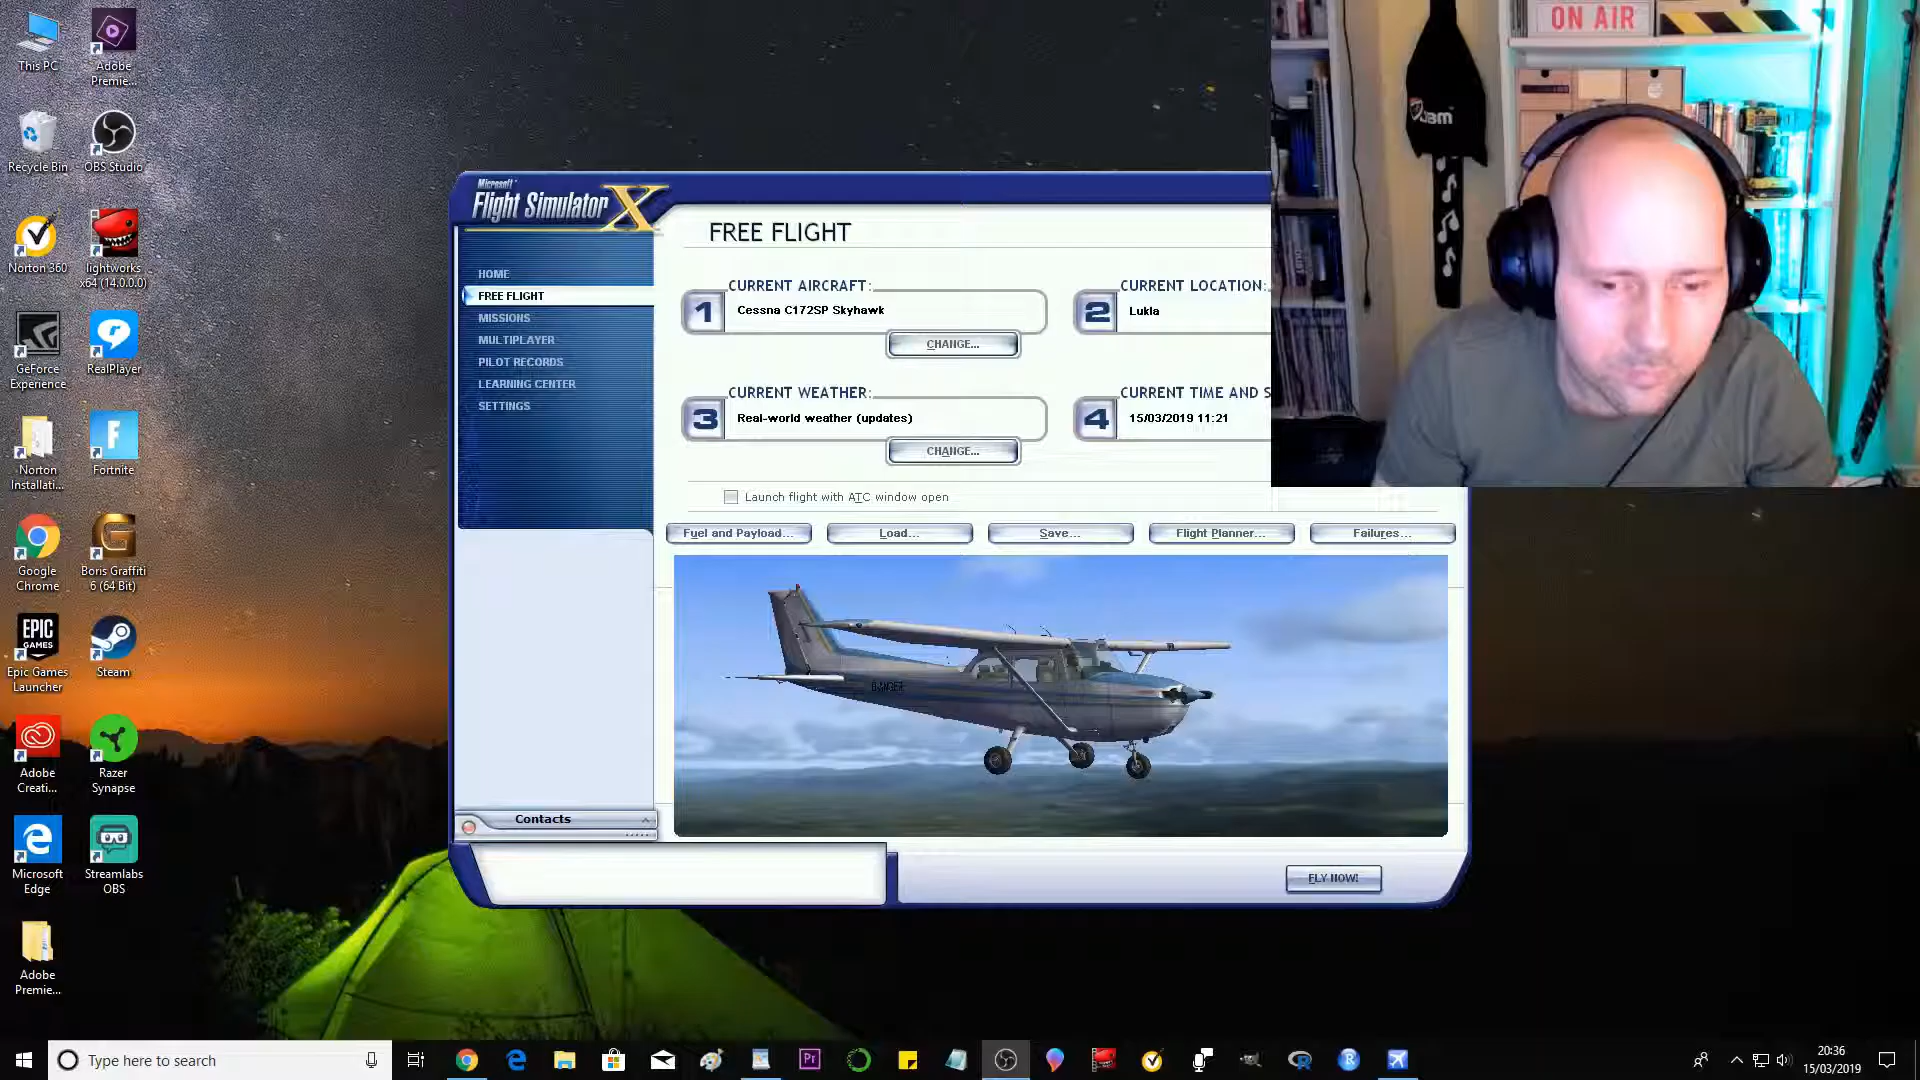 This PC
Adobe
Premie...
Recycle Bin
OBS Studio
Norton 360
lightworks
x64 (14.0.0.0)
GeForce
Experience
RealPlayer
Norton
Installati...
Fortnite
Google
Chrome
Boris Graffiti
6 (64 Bit)
EPIC
GAMES
Epic Games
Launcher
Steam
Adobe
Creati...
Razer
Synapse
Microsoft
Edge
Streamlabs
OBS
Adobe
Premie...
Microsoft
Flight Simulator X
HOME
FREE FLIGHT
MISSIONS
MULTIPLAYER
PILOT RECORDS
LEARNING CENTER
SETTINGS
FREE FLIGHT
CURRENT AIRCRAFT:
1
Cessna C172SP Skyhawk
CHANGE...
CURRENT LOCATION:
2
Lukla
CURRENT WEATHER:
3
Real-world weather (updates)
CHANGE...
CURRENT TIME AND S
4
15/03/2019 11:21
Launch flight with ATC window open
Fuel and Payload...
Load...
Save...
Flight Planner...
Failures...
Contacts
FLY NOW!
ON AIR
JBM
Type here to search
Pr
20:36
15/03/2019